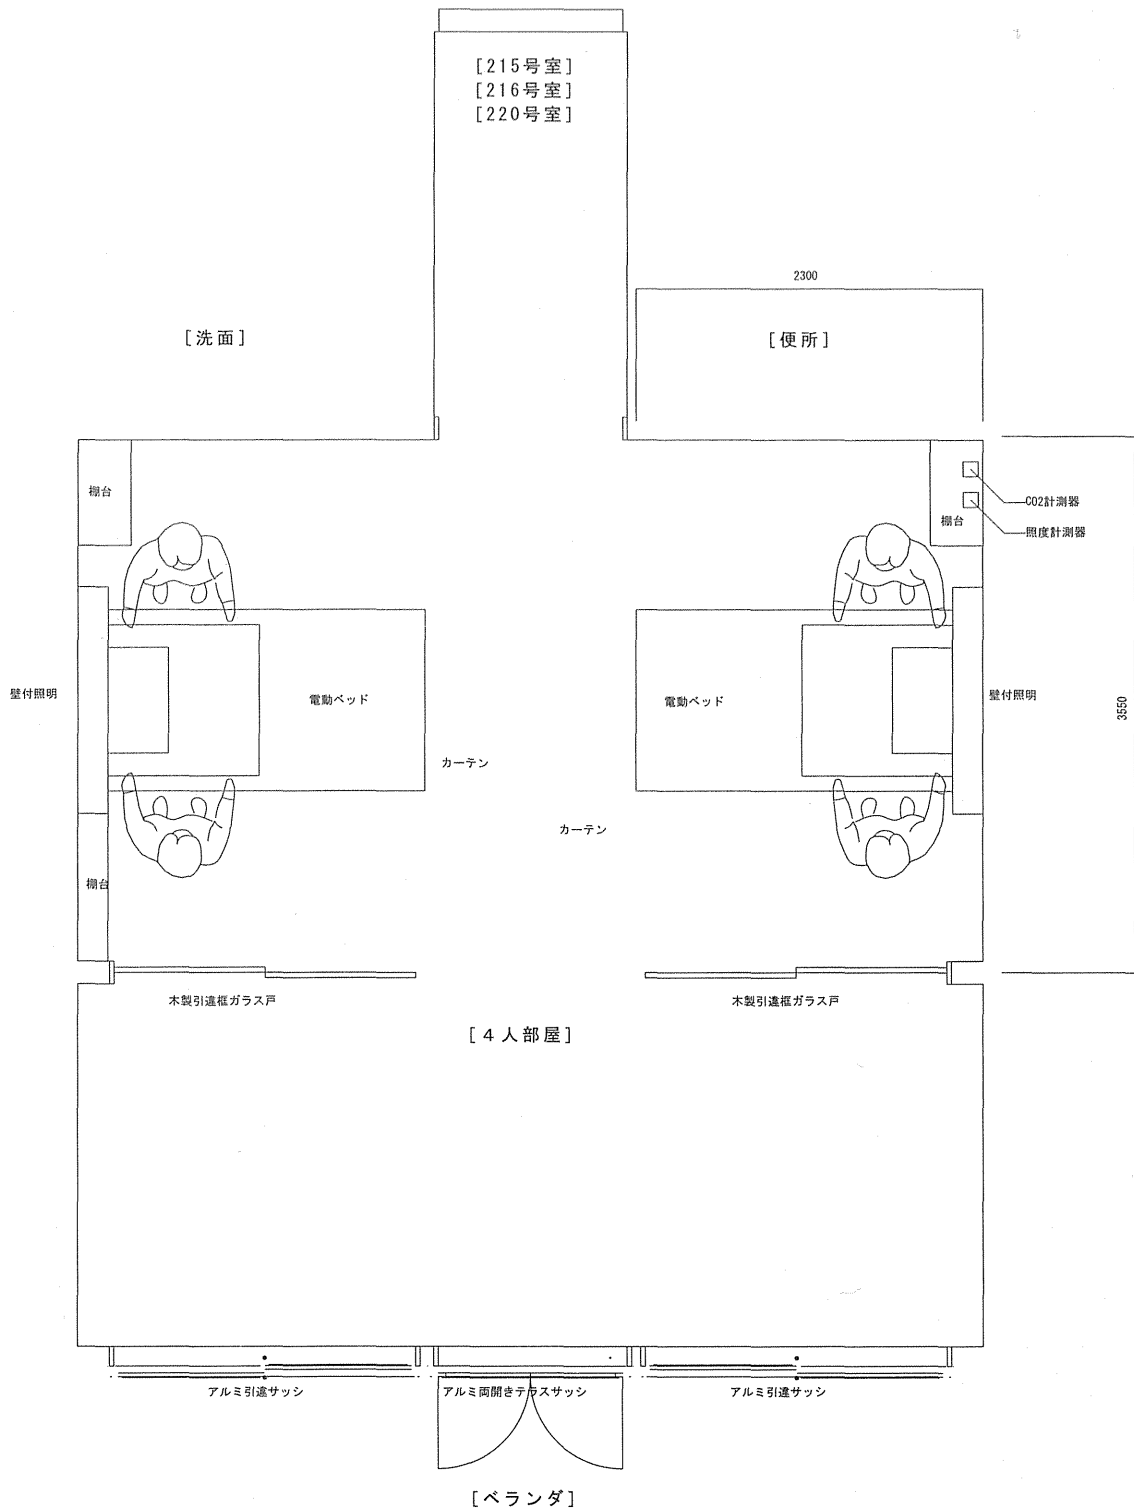 [215号室]
[216号室]
[220号室]
2300
[洗面]
[便所]
棚台
CO2計測器
棚台
照度計測器
壁付照明
電動ベッド
電動ベッド
壁付照明
3550
カーテン
カーテン
棚台
木製引違框ガラス戸
木製引違框ガラス戸
[4人部屋]
アルミ引違サッシ
アルミ両開きテラスサッシ
アルミ引違サッシ
[ベランダ]